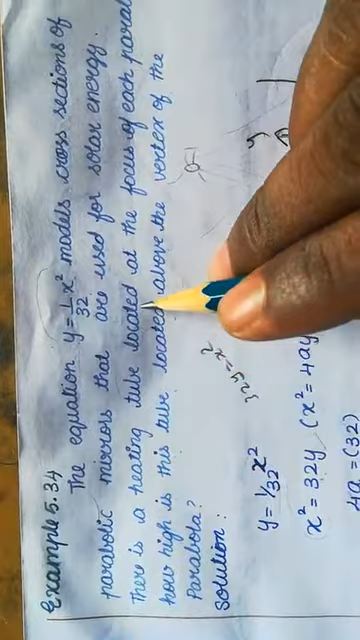 Example 5.34
The equation y = 1/32 x² models cross sections of
parabolic mirrors that are used for solar energy.
There is a heating tube located at the focus of each
how high is this tube located above the vertex of the
Parabola?
Solution:
32y = x²
y = 1/32 x²
x² = 32y (x² = 4ay
4a = (32)